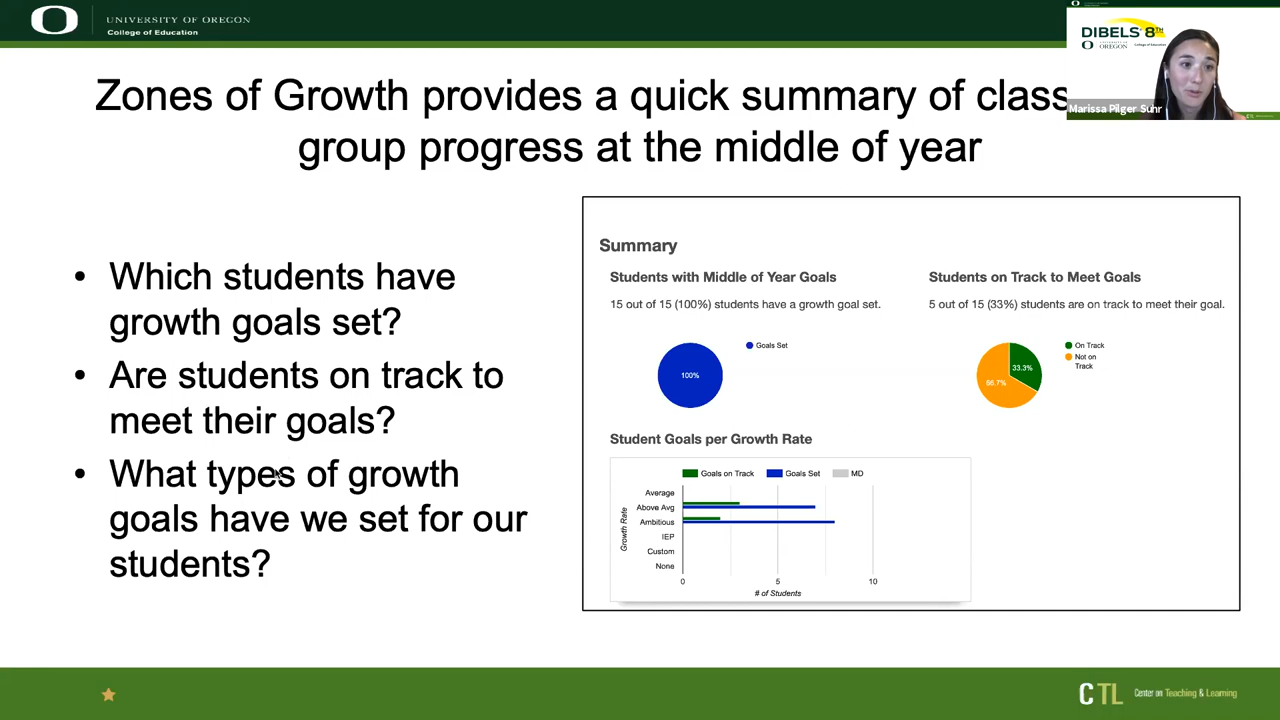 UNIVERSITY OF OREGON
College of Education
DIBELS 8TH
UNIVERSITY OF OREGON
College of Education
Marissa Pilger Suhr
Zones of Growth provides a quick summary of class
group progress at the middle of year
• Which students have
growth goals set?
• Are students on track to
meet their goals?
• What types of growth
goals have we set for our
students?
Summary
Students with Middle of Year Goals
15 out of 15 (100%) students have a growth goal set.
Goals Set
100%
Students on Track to Meet Goals
5 out of 15 (33%) students are on track to meet their goal.
On Track
Not on
Track
33.3%
66.7%
Student Goals per Growth Rate
Goals on Track Goals Set MD
Growth Rate
Average
Above Avg
Ambitious
IEP
Custom
None
0 5 10
# of Students
CTL Center on Teaching & Learning